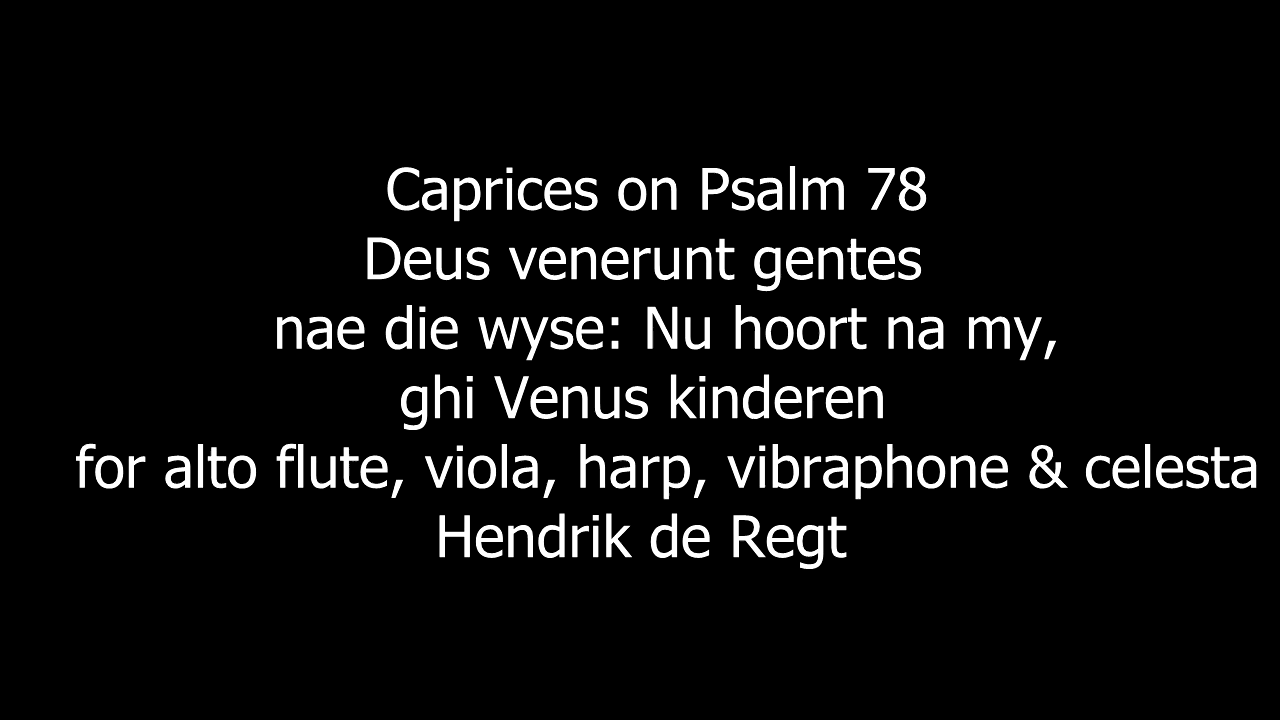 Caprices on Psalm 78
Deus venerunt gentes
nae die wyse: Nu hoort na my,
ghi Venus kinderen
for alto flute, viola, harp, vibraphone & celesta
Hendrik de Regt